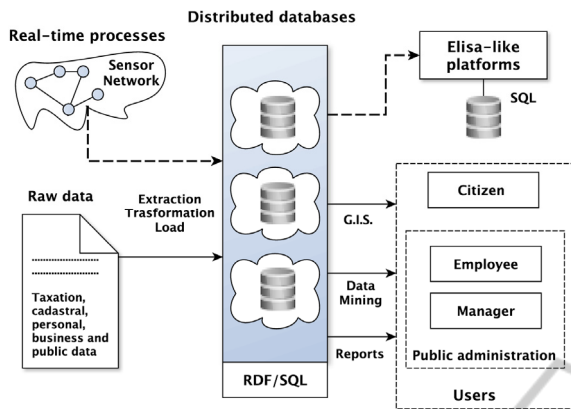 Distributed databases
Real-time processes
Sensor
Network
Elisa-like
platforms
SQL
Raw data
Extraction
Trasformation
Load
Taxation,
cadastral,
personal,
business and
public data
G.I.S.
Data
Mining
Reports
RDF/SQL
Citizen
Employee
Manager
Public administration
Users